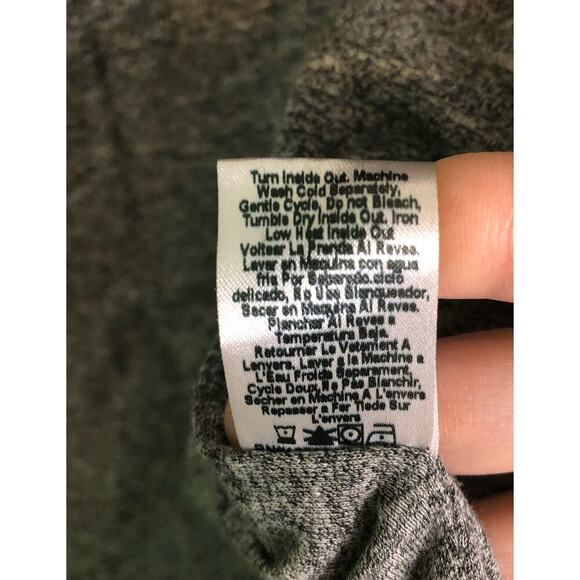 Turn Inside Out. Machine
Wash Cold Separately,
Gentle Cycle, Do not Bleach,
Tumble Dry Inside Out, Iron
Low Heat Inside Out
Voltear La Prenda Al Reves.
Lavar en Maquina con agua
fria Por Separado.ciclo
delicado, No Use Blanqueador,
Secar en Maquina Al Reves.
Planchar Al Reves a
Temperatura Baja.
Retourner Le Vetement A
Lenvers, Laver a la Machine a
L'Eau Froide Separement,
Cycle Doux, Ne Pas Blanchir,
Secher en Machine A L'envers
Repasser a Fer Tiede Sur
L'envers